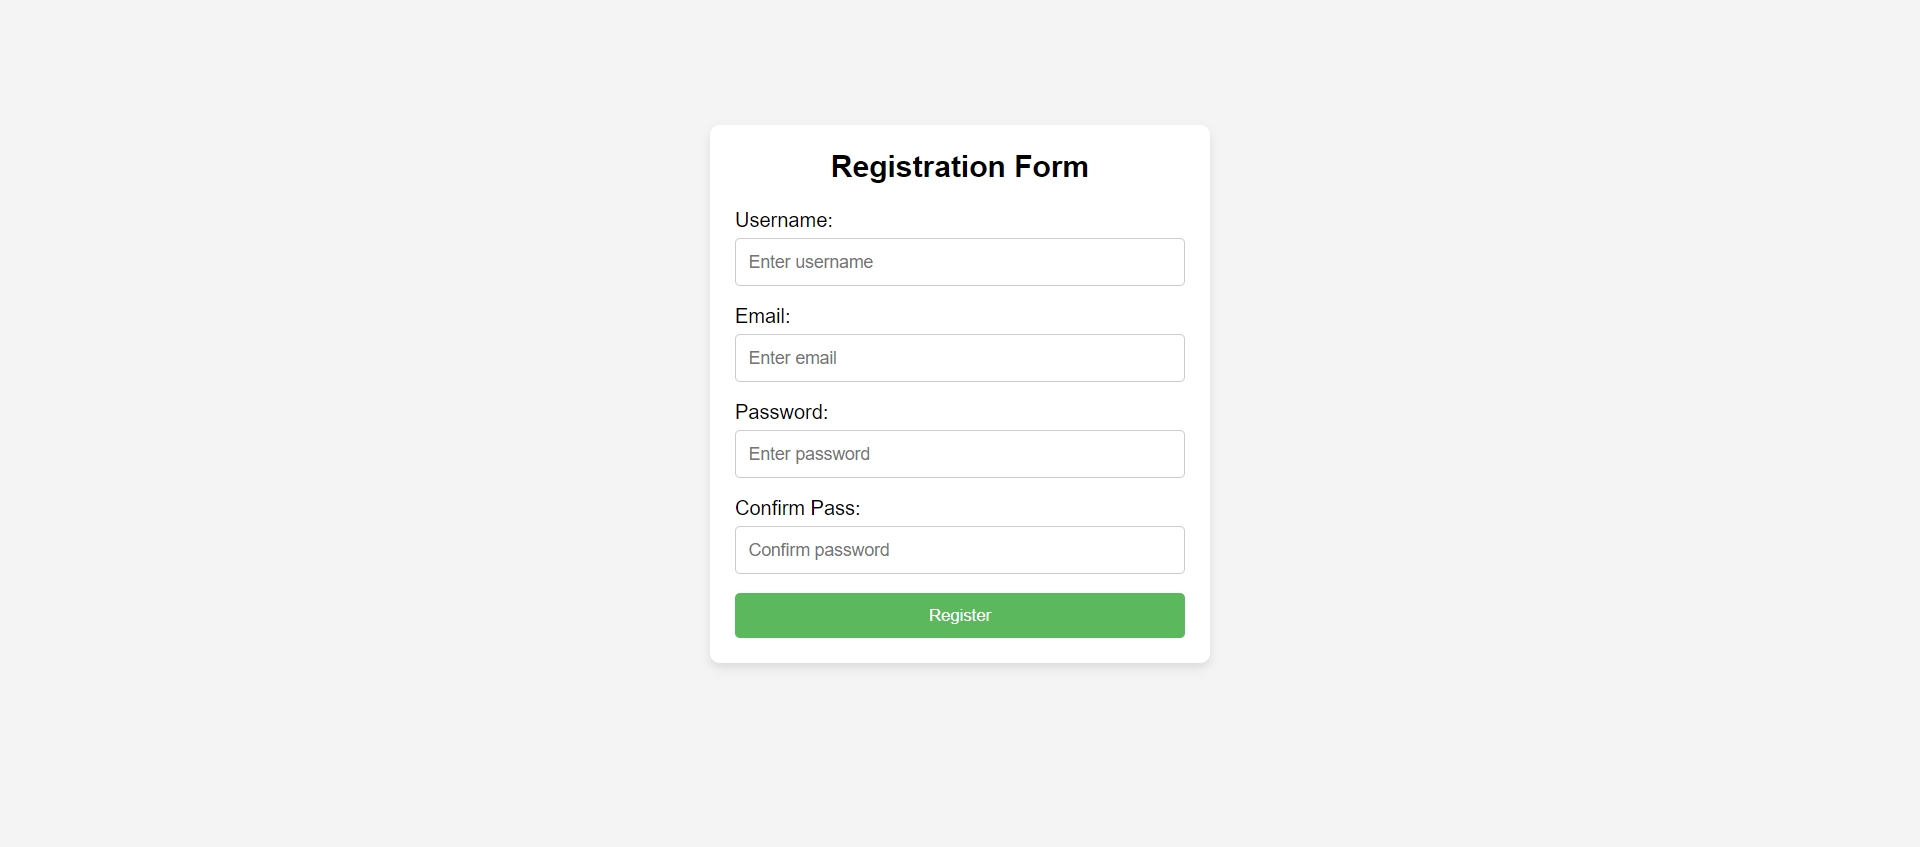 Registration Form
Username:
Enter username
Email:
Enter email
Password:
Enter password
Confirm Pass:
Confirm password
Register